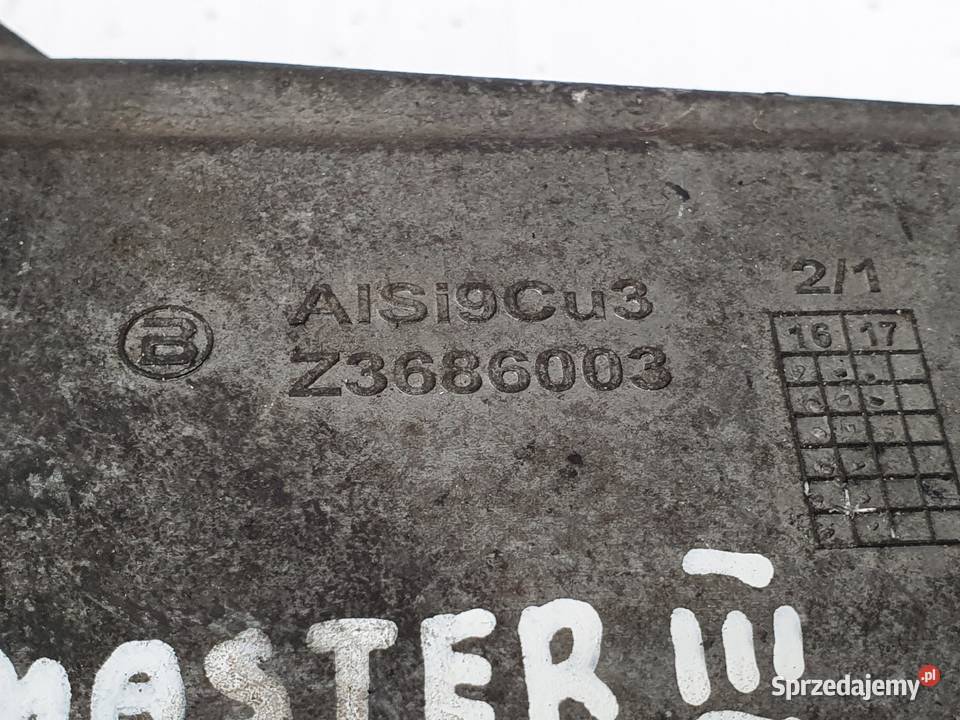 AlSi9Cu3
Z3686003
B
2/1
16 17
MASTER III
Sprzedajemy.pl